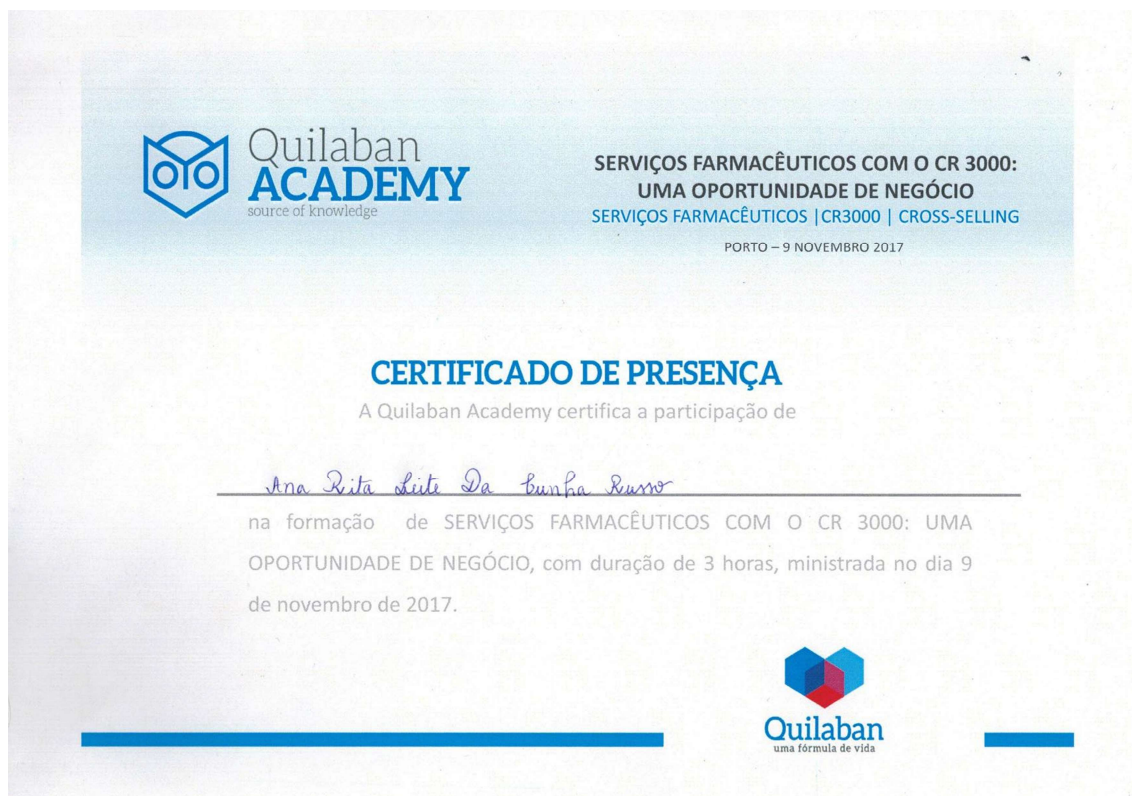 Quilaban
ACADEMY
source of knowledge
SERVIÇOS FARMACÊUTICOS COM O CR 3000:
UMA OPORTUNIDADE DE NEGÓCIO
SERVIÇOS FARMACÊUTICOS |CR3000 | CROSS-SELLING
PORTO – 9 NOVEMBRO 2017
CERTIFICADO DE PRESENÇA
A Quilaban Academy certifica a participação de
Ana Rita Leite Da Cunha Russo
na formação de SERVIÇOS FARMACÊUTICOS COM O CR 3000: UMA
OPORTUNIDADE DE NEGÓCIO, com duração de 3 horas, ministrada no dia 9
de novembro de 2017.
Quilaban
uma fórmula de vida